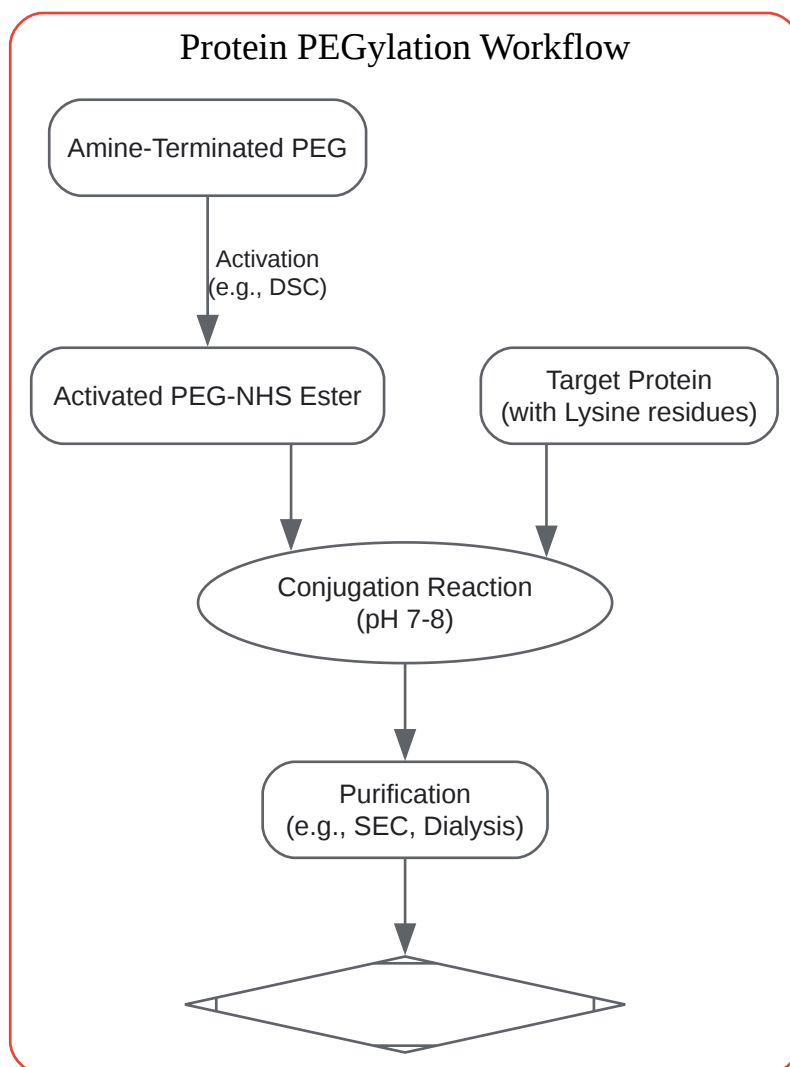 Protein PEGylation Workflow
Amine-Terminated PEG
Activation
(e.g., DSC)
Activated PEG-NHS Ester
Target Protein
(with Lysine residues)
Conjugation Reaction
(pH 7-8)
Purification
(e.g., SEC, Dialysis)